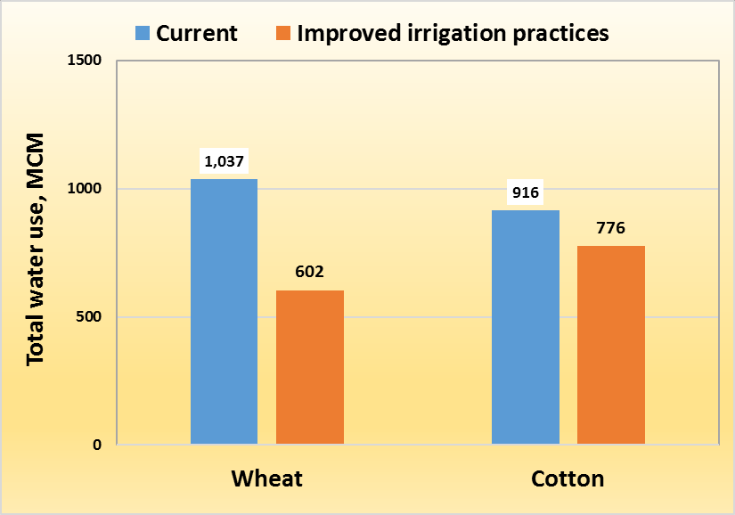 Current Improved irrigation practices
Total water use, MCM
1500
1000
500
0
1,037
602
916
776
Wheat Cotton